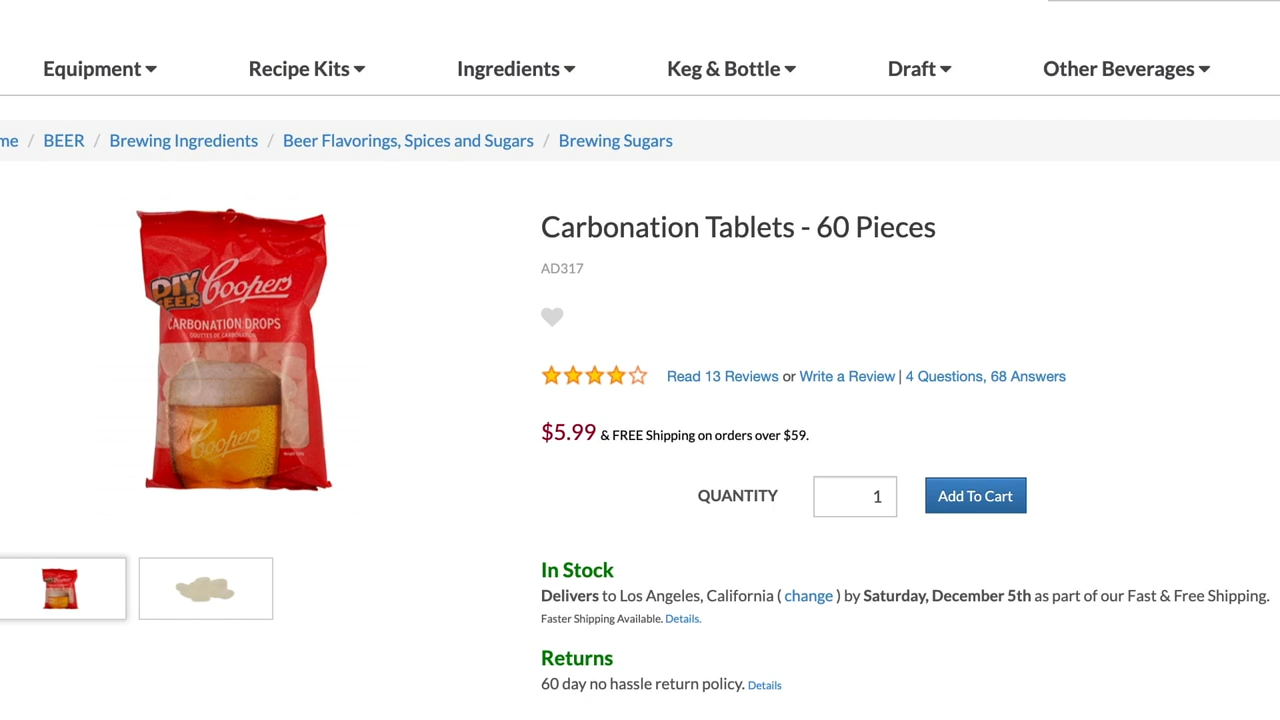 Equipment Recipe Kits Ingredients Keg & Bottle Draft Other Beverages
me / BEER / Brewing Ingredients / Beer Flavorings, Spices and Sugars / Brewing Sugars
DIY BEER
Coopers
CARBONATION DROPS
Coopers
Carbonation Tablets - 60 Pieces
AD317
Read 13 Reviews or Write a Review | 4 Questions, 68 Answers
$5.99 & FREE Shipping on orders over $59.
QUANTITY 1 Add To Cart
In Stock
Delivers to Los Angeles, California ( change ) by Saturday, December 5th as part of our Fast & Free Shipping.
Faster Shipping Available. Details.
Returns
60 day no hassle return policy. Details